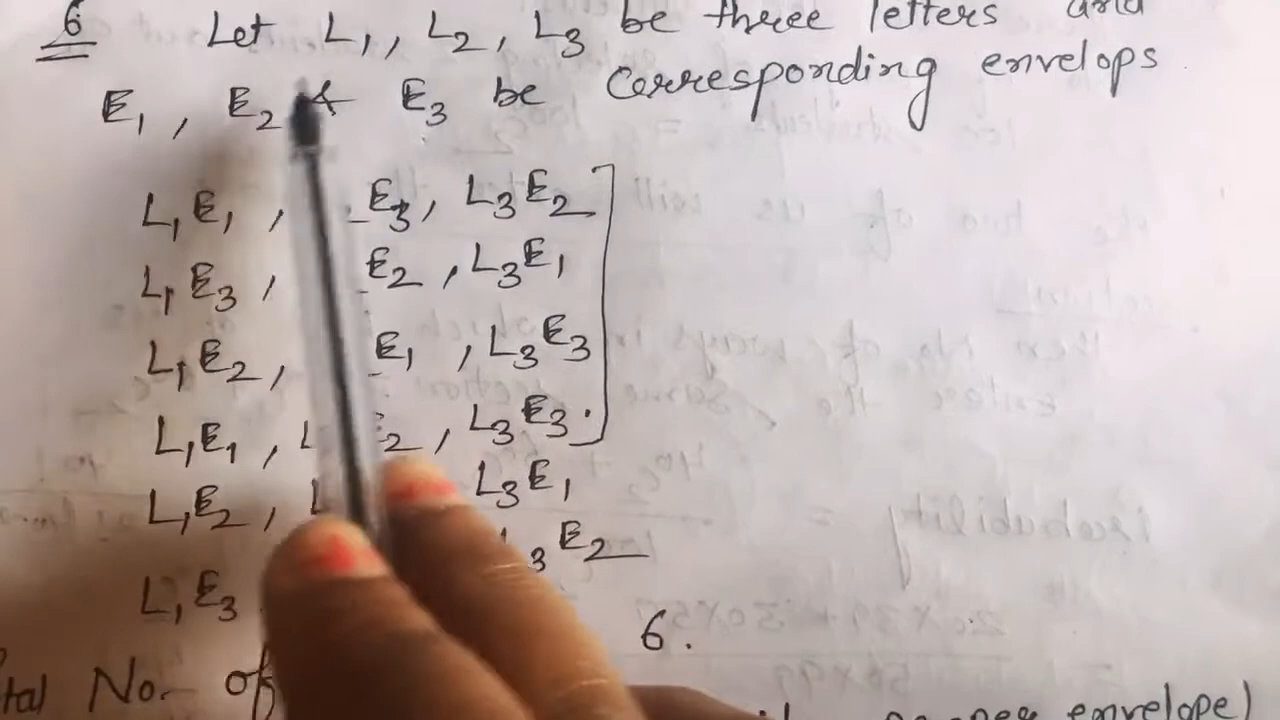 6 Let L1, L2, L3 be three letters and
E1, E2 & E3 be Corresponding envelops
L1E1, E3, L3E2
L1E3, E2, L3E1
L1E2, E1, L3E3
L1E1, L 2, L3E3.
L1E2, L L3E1
L1E3 3E2
6.
tal No. of
envelope)